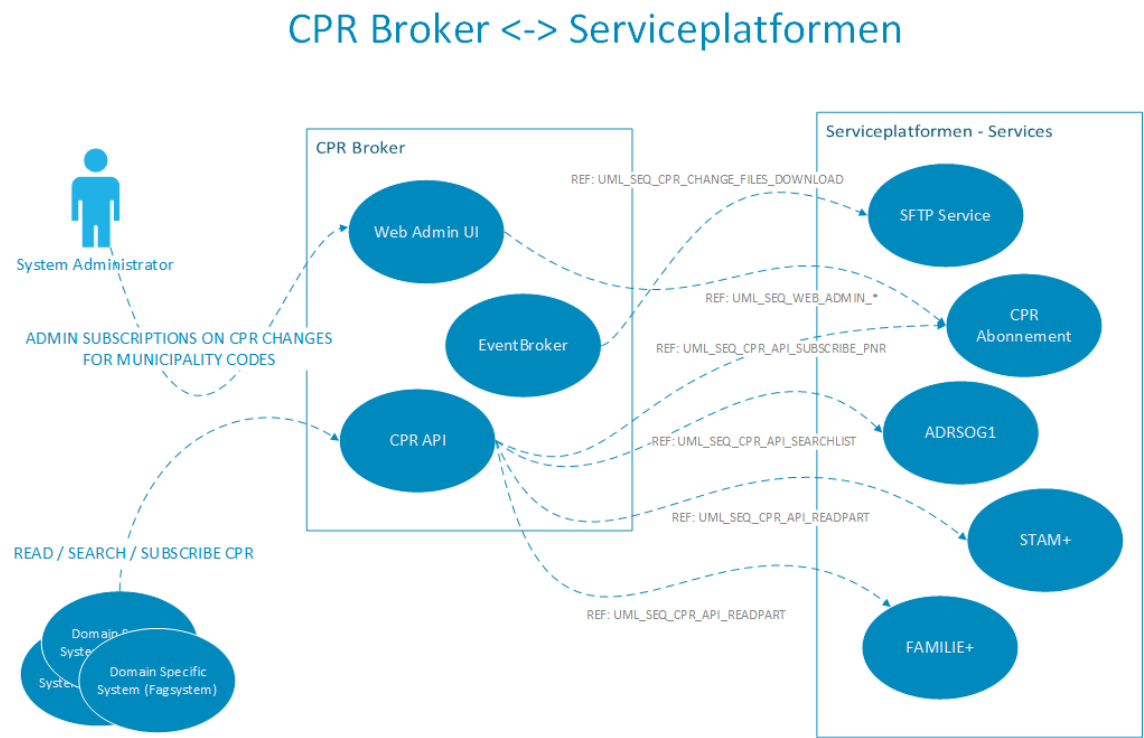 CPR Broker <-> Serviceplatformen
Serviceplatformen - Services
CPR Broker
REF: UML_SEQ_CPR_CHANGE_FILES_DOWNLOAD
SFTP Service
Web Admin UI
System Administrator
REF: UML_SEQ_WEB_ADMIN_*
CPR
Abonnement
ADMIN SUBSCRIPTIONS ON CPR CHANGES
FOR MUNICIPALITY CODES
EventBroker
REF: UML_SEQ_CPR_API_SUBSCRIBE_PNR
CPR API
REF: UML_SEQ_CPR_API_SEARCHLIST
ADRSOG1
REF: UML_SEQ_CPR_API_READPART
STAM+
READ / SEARCH / SUBSCRIBE CPR
REF: UML_SEQ_CPR_API_READPART
FAMILIE+
Domain
Domain Specific
System (Fagsystem)